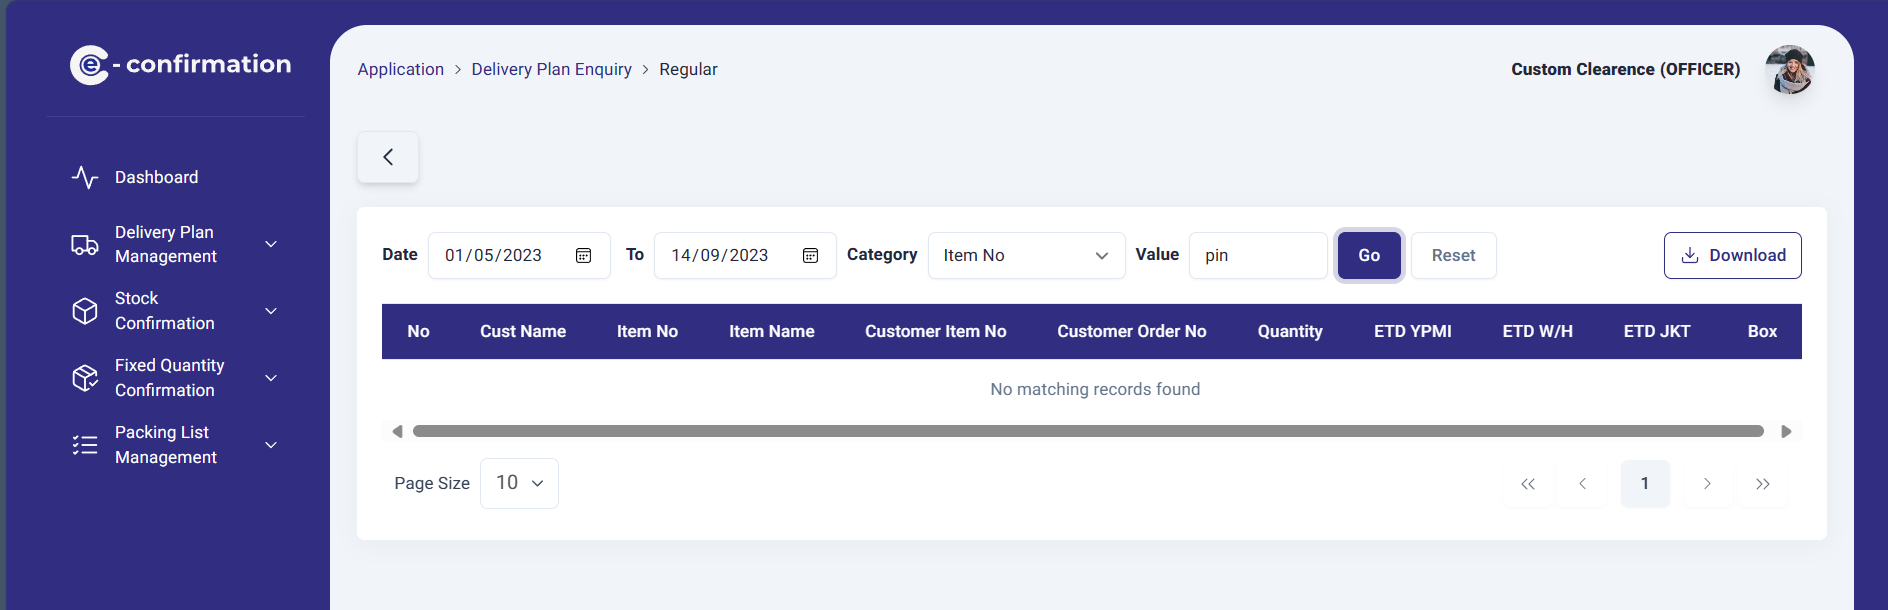 e - confirmation
Application > Delivery Plan Enquiry > Regular
Custom Clearence (OFFICER)
Dashboard
Delivery Plan
Management
Stock
Confirmation
Fixed Quantity
Confirmation
Packing List
Management
Date 01/05/2023 To 14/09/2023 Category Item No Value pin Go Reset Download
No Cust Name Item No Item Name Customer Item No Customer Order No Quantity ETD YPMI ETD W/H ETD JKT Box
No matching records found
Page Size 10 « < 1 > »